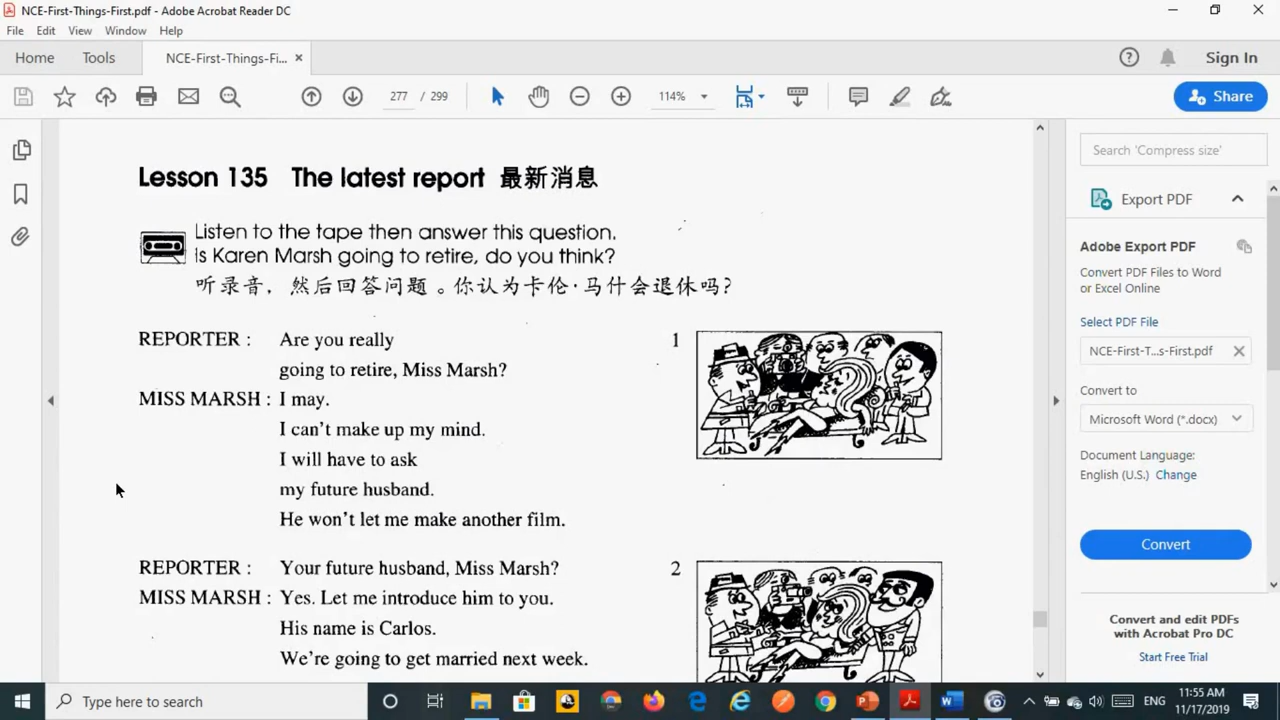 NCE-First-Things-First.pdf - Adobe Acrobat Reader DC
File Edit View Window Help
Home Tools NCE-First-Things-Fi... × Sign In
277 / 299 114% Share
Lesson 135 The latest report 最新消息
Listen to the tape then answer this question.
Is Karen Marsh going to retire, do you think?
听录音，然后回答问题。你认为卡伦·马什会退休吗?
REPORTER : Are you really
going to retire, Miss Marsh?
MISS MARSH : I may.
I can't make up my mind.
I will have to ask
my future husband.
He won't let me make another film.
1
REPORTER : Your future husband, Miss Marsh?
MISS MARSH : Yes. Let me introduce him to you.
His name is Carlos.
We're going to get married next week.
2
Search 'Compress size'
Export PDF
Adobe Export PDF
Convert PDF Files to Word
or Excel Online
Select PDF File
NCE-First-T...s-First.pdf
Convert to
Microsoft Word (*.docx)
Document Language:
English (U.S.) Change
Convert
Convert and edit PDFs
with Acrobat Pro DC
Start Free Trial
Type here to search
ENG
11:55 AM
11/17/2019